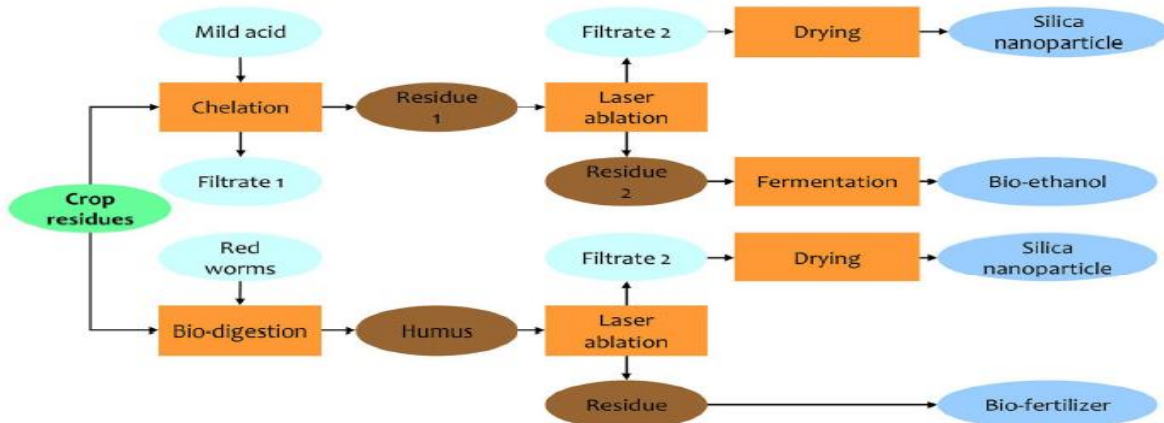 Mild acid
Filtrate 2
Drying
Silica
nanoparticle
Chelation
Residue
1
Laser
ablation
Filtrate 1
Residue
2
Fermentation
Bio-ethanol
Crop
residues
Red
worms
Filtrate 2
Drying
Silica
nanoparticle
Bio-digestion
Humus
Laser
ablation
Residue
Bio-fertilizer